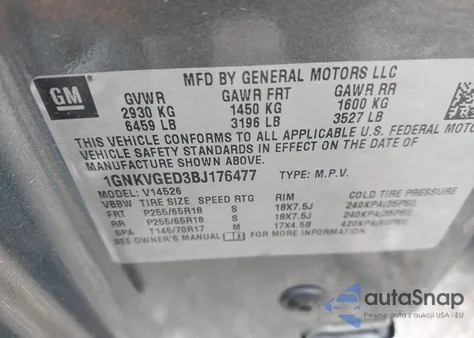 MFD BY GENERAL MOTORS LLC
GM
GVWR GAWR FRT GAWR RR
2930 KG 1450 KG 1600 KG
6459 LB 3196 LB 3527 LB
THIS VEHICLE CONFORMS TO ALL APPLICABLE U.S. FEDERAL
VEHICLE SAFETY STANDARDS IN EFFECT ON THE
DATE OF MANUFACTURE SHOWN ABOVE.
1GNKVGED3BJ176477 TYPE: M.P.V.
MODEL: V14526
VBBW TIRE SIZE SPEED RTG RIM COLD TIRE PRESSURE
FRT P255/65R18 S 18X7.5J 240KPA(35PSI)
RR P255/65R18 S 18X7.5J 240KPA(35PSI)
SPA T145/70R17 M 17X4.5B 420KPA(60PSI)
SEE OWNER'S MANUAL FOR MORE INFORMATION
autoSnap
Pewne auta z USA i EU